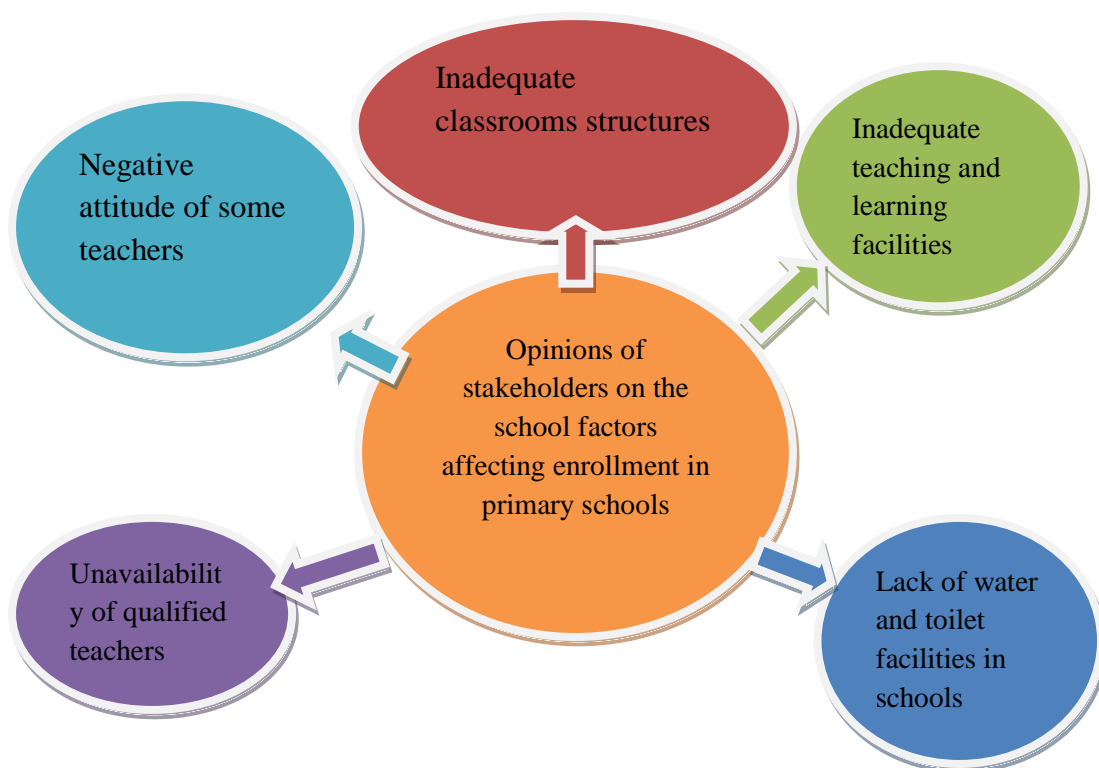 Inadequate
classrooms structures
Negative
attitude of some
teachers
Inadequate
teaching and
learning
facilities
Opinions of
stakeholders on the
school factors
affecting enrollment in
primary schools
Unavailabilit
y of qualified
teachers
Lack of water
and toilet
facilities in
schools